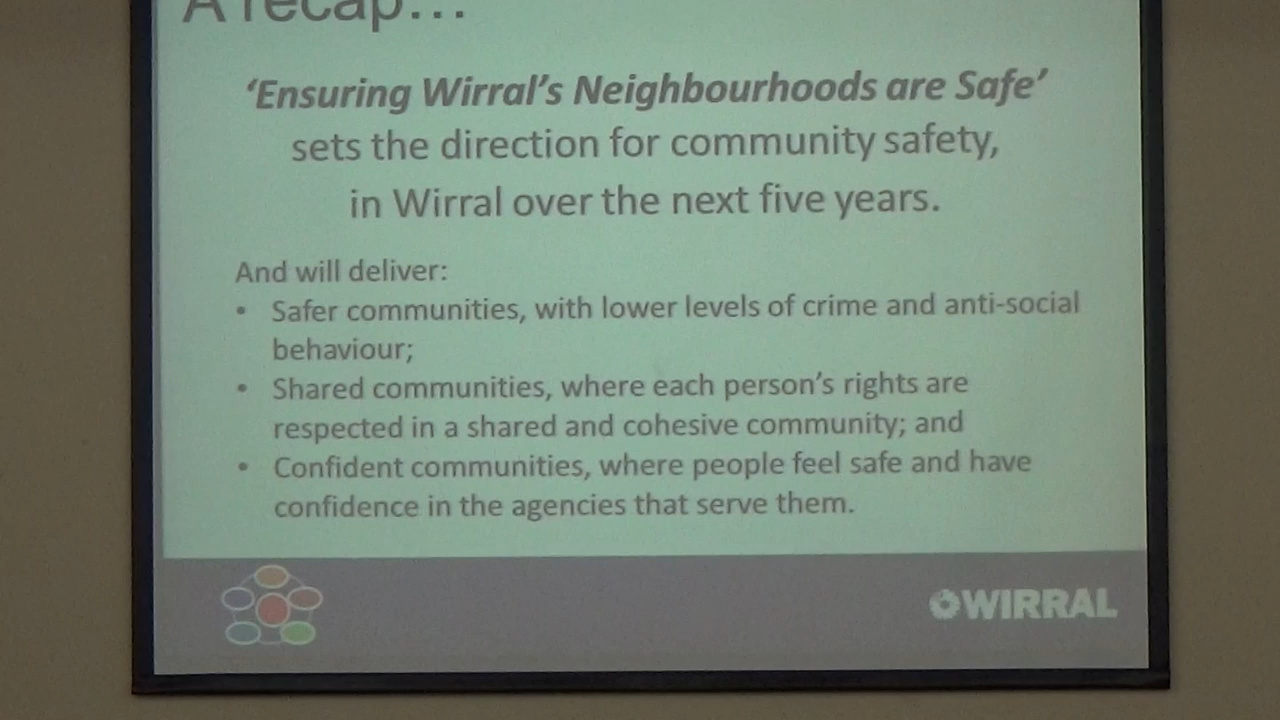 A recap...
‘Ensuring Wirral’s Neighbourhoods are Safe’
sets the direction for community safety,
in Wirral over the next five years.
And will deliver:
• Safer communities, with lower levels of crime and anti-social
behaviour;
• Shared communities, where each person’s rights are
respected in a shared and cohesive community; and
• Confident communities, where people feel safe and have
confidence in the agencies that serve them.
WIRRAL